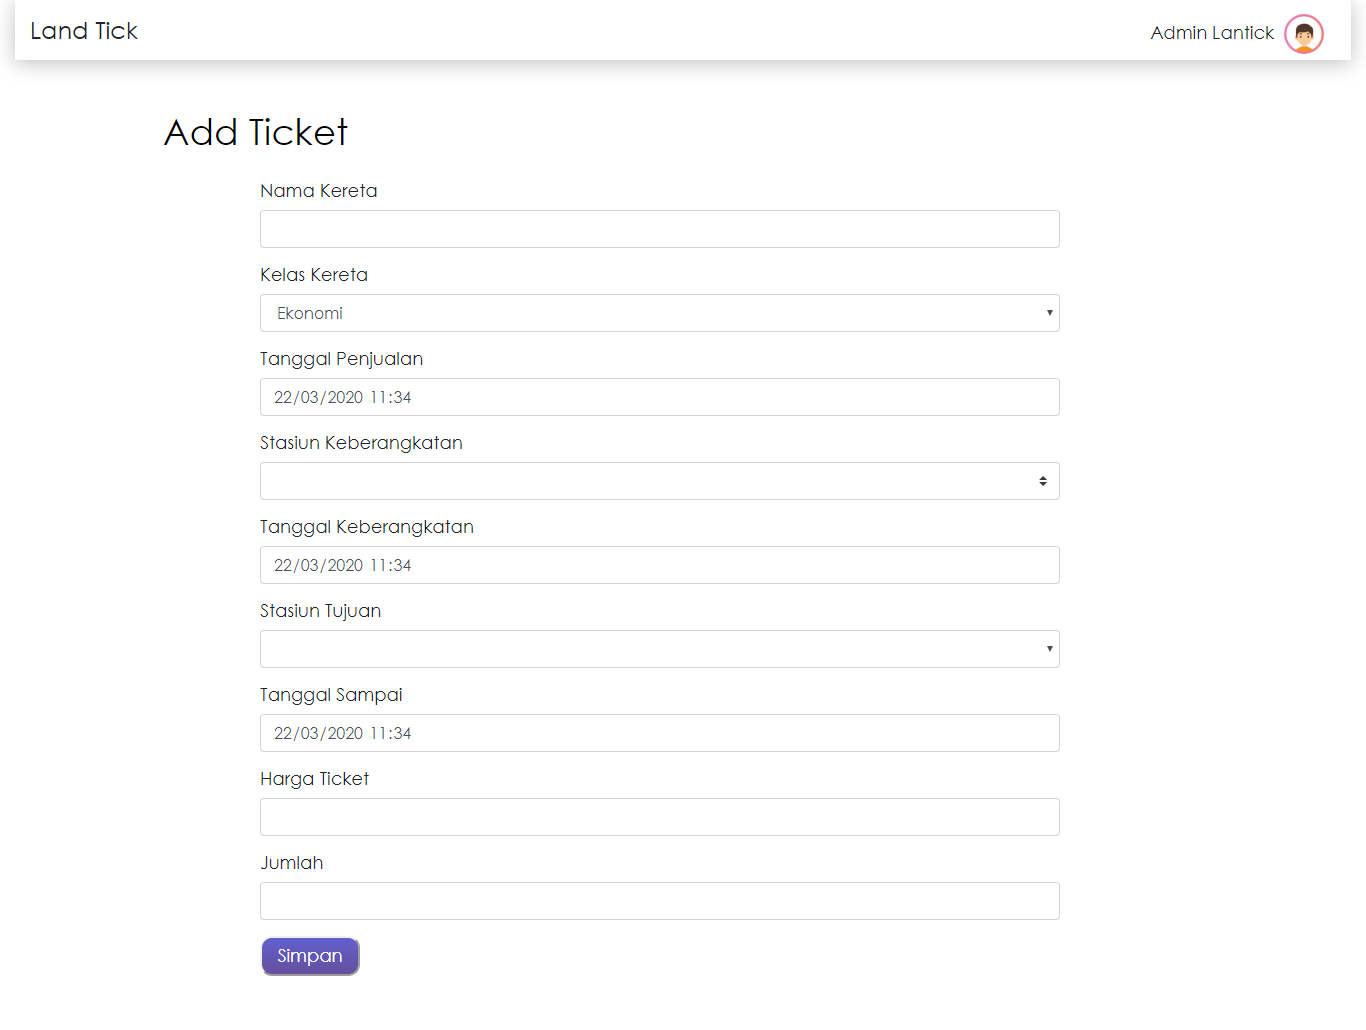 Land Tick
Admin Lantick
Add Ticket
Nama Kereta
Kelas Kereta
Ekonomi
Tanggal Penjualan
22/03/2020 11:34
Stasiun Keberangkatan
Tanggal Keberangkatan
22/03/2020 11:34
Stasiun Tujuan
Tanggal Sampai
22/03/2020 11:34
Harga Ticket
Jumlah
Simpan